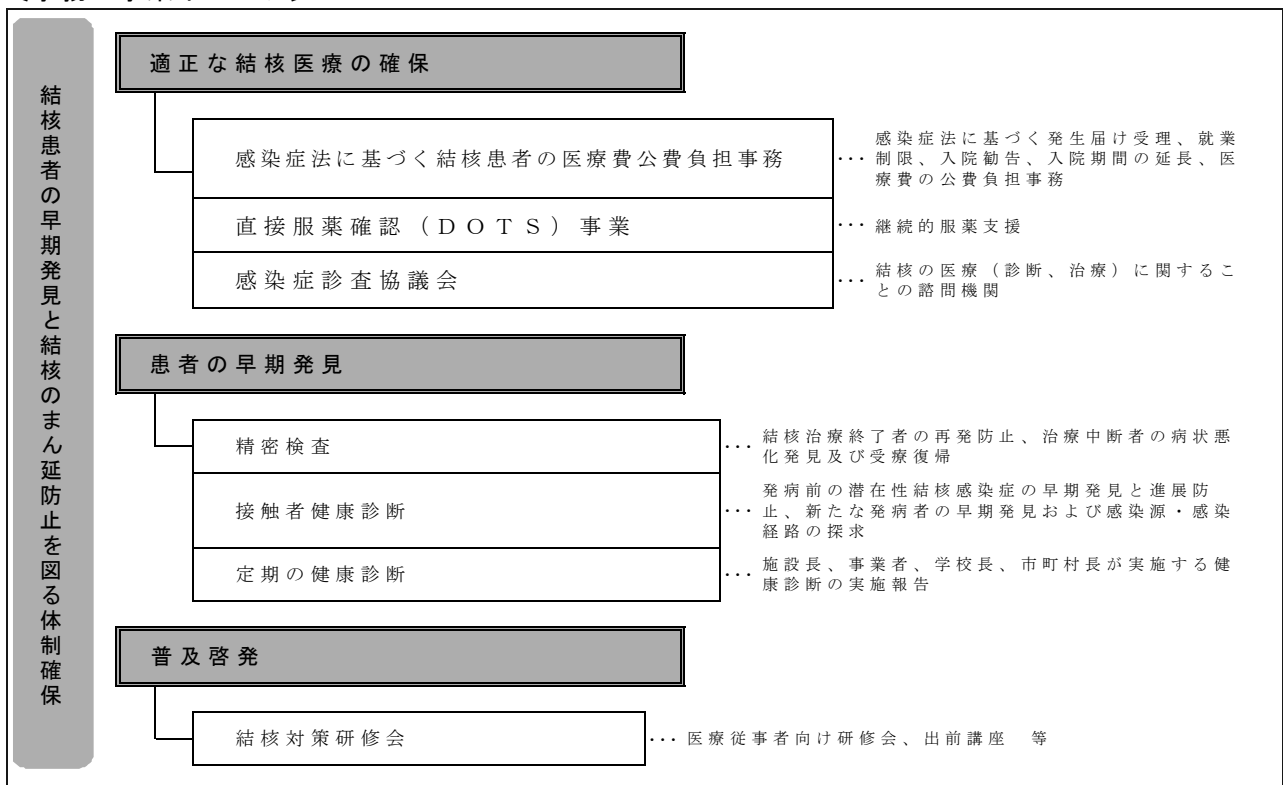 結核患者の早期発見と結核のまん延防止を図る体制確保
適正な結核医療の確保
感染症法に基づく結核患者の医療費公費負担事務
･･･
感染症法に基づく発生届け受理、就業
制限、入院勧告、入院期間の延長、医
療費の公費負担事務
直接服薬確認（ＤＯＴＳ）事業
･･･ 継続的服薬支援
感染症診査協議会
･･･
結核の医療（診断、治療）に関するこ
との諮問機関
患者の早期発見
精密検査
･･･
結核治療終了者の再発防止、治療中断者の病状悪
化発見及び受療復帰
接触者健康診断
･･･
発病前の潜在性結核感染症の早期発見と進展防
止、新たな発病者の早期発見および感染源・感染
経路の探求
定期の健康診断
･･･
施設長、事業者、学校長、市町村長が実施する健
康診断の実施報告
普及啓発
結核対策研修会
･･･ 医療従事者向け研修会、出前講座　等